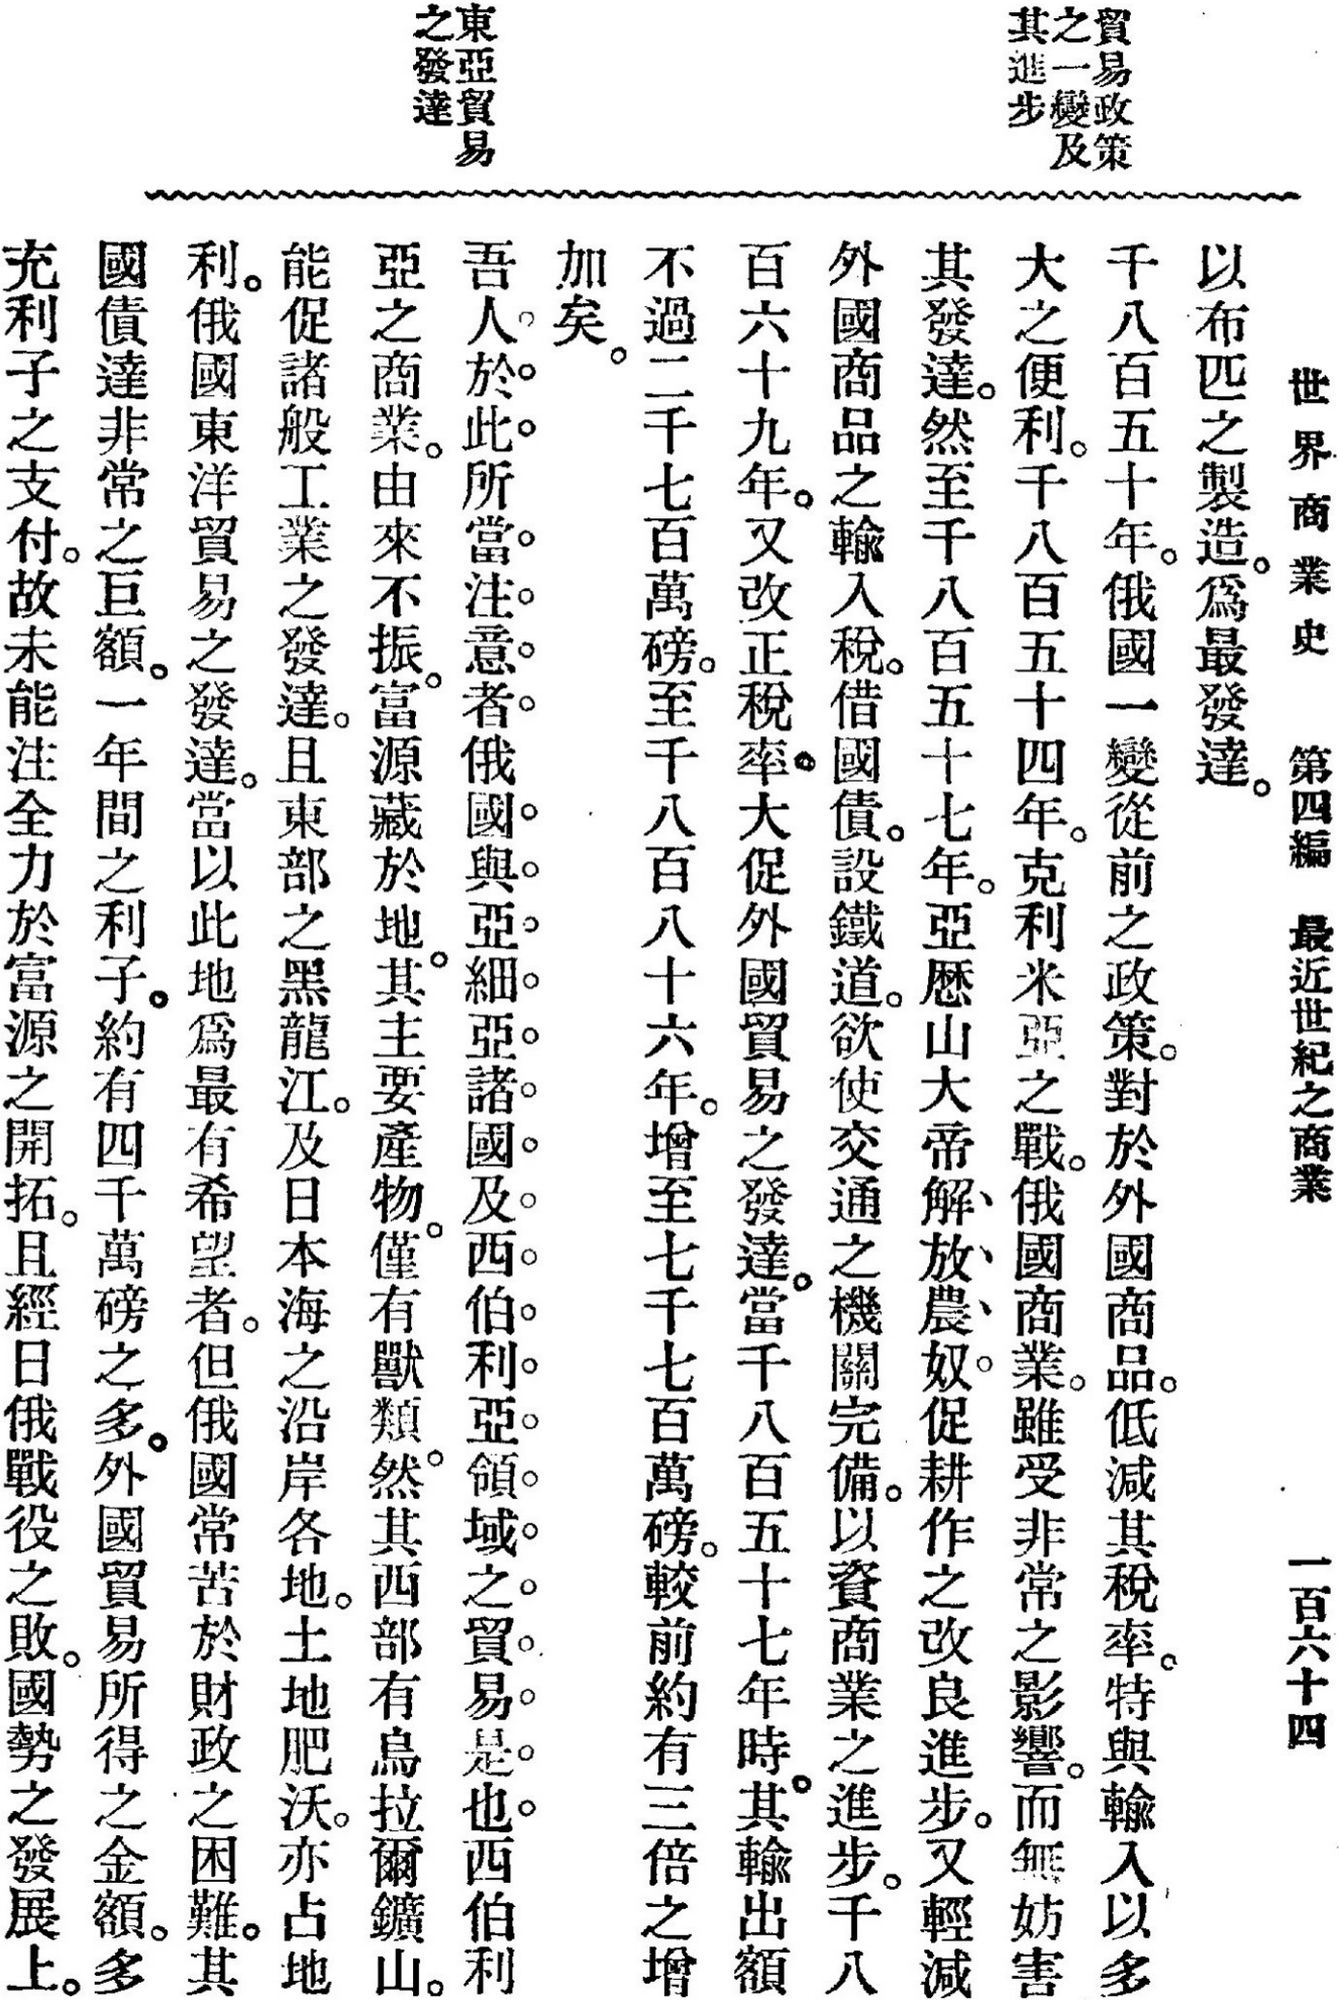 世界商業史　第四編　最近世紀之商業　一百六十四
貿易政策
之一變及
其進步
東亞貿易
之發達
以布匹之製造。爲最發達。
千八百五十年。俄國一變從前之政策。對於外國商品。低減其稅率。特與輸入以多
大之便利。千八百五十四年。克利米亞之戰。俄國商業。雖受非常之影響。而無妨害
其發達。然至千八百五十七年。亞歷山大帝解、放、農、奴。促耕作之改良進步。又輕減
外國商品之輸入稅。借國債。設鐵道。欲使交通之機關完備。以資商業之進步。千八
百六十九年。又改正稅率。大促外國貿易之發達。當千八百五十七年時。其輸出額
不過二千七百萬磅。至千八百八十六年。增至七千七百萬磅。較前約有三倍之增
加矣。
吾人。於。此。所當。注。意。者。俄國。與。亞。細。亞。諸。國。及。西。伯。利。亞。領。域。之。貿。易。是。也。西伯利
亞之商業。由來不振。富源藏於地。其主要產物。僅有獸類。然其西部有烏拉爾鑛山。
能促諸般工業之發達。且東部之黑龍江。及日本海之沿岸各地。土地肥沃。亦占地
利。俄國東洋貿易之發達。當以此地爲最有希望者。但俄國常苦於財政之困難。其
國債達非常之巨額。一年間之利子。約有四千萬磅之多。外國貿易所得之金額。多
充利子之支付。故未能注全力於富源之開拓。且經日俄戰役之敗。國勢之發展上。